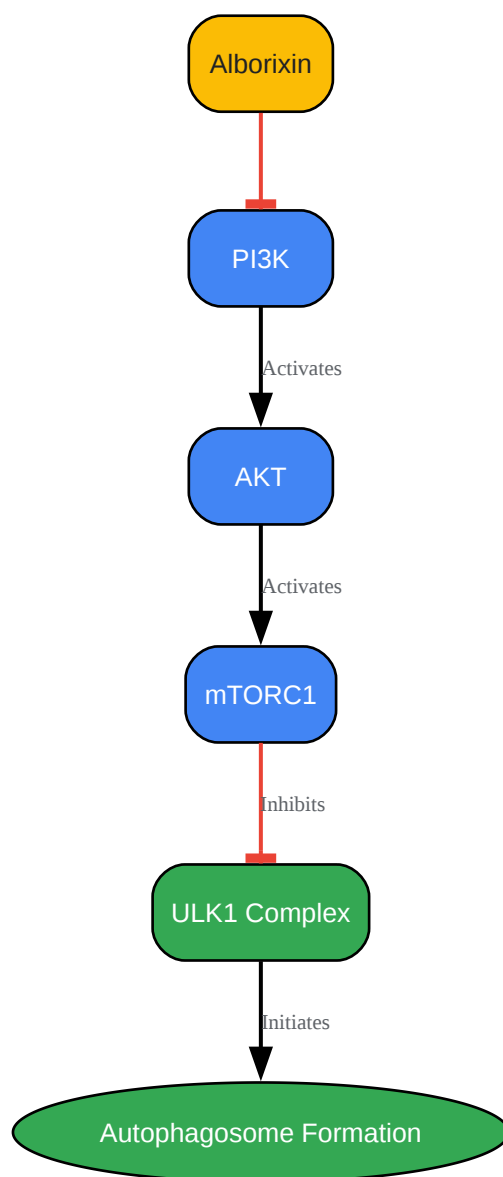 Alborixin
PI3K
Activates
AKT
Activates
mTORC1
Inhibits
ULK1 Complex
Initiates
Autophagosome Formation